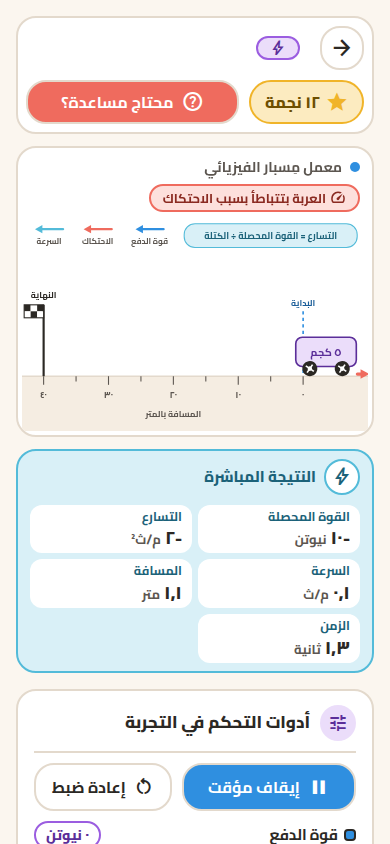 ١٢ نجمة
محتاج مساعدة؟
معمل مسبار الفيزيائي
العربة بتتباطأ بسبب الاحتكاك
التسارع = القوة المحصلة ÷ الكتلة
قوة الدفع
الاحتكاك
السرعة
النهاية
البداية
٥ كجم
٠ ١٠ ٢٠ ٣٠ ٤٠
المسافة بالمتر
النتيجة المباشرة
القوة المحصلة
-١٠ نيوتن
التسارع
-٢ م/ث²
السرعة
٠,١ م/ث
المسافة
١,١ متر
الزمن
١,٣ ثانية
أدوات التحكم في التجربة
إيقاف مؤقت
إعادة ضبط
قوة الدفع
٠ نيوتن